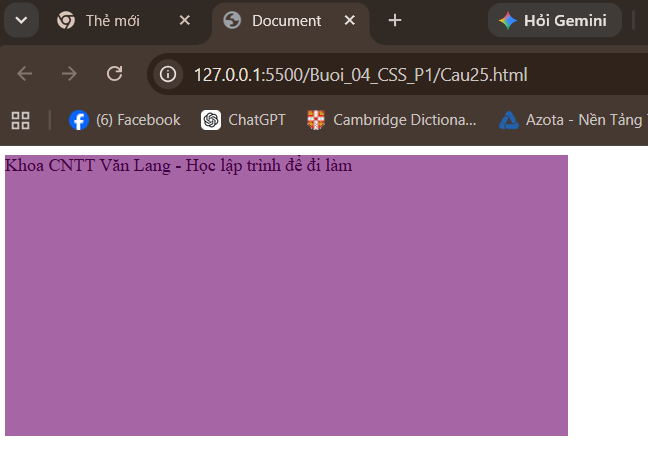 Thẻ mới
Document
Hỏi Gemini
127.0.0.1:5500/Buoi_04_CSS_P1/Cau25.html
(6) Facebook
ChatGPT
Cambridge Dictiona...
Azota - Nền Tảng
Khoa CNTT Văn Lang - Học lập trình để đi làm